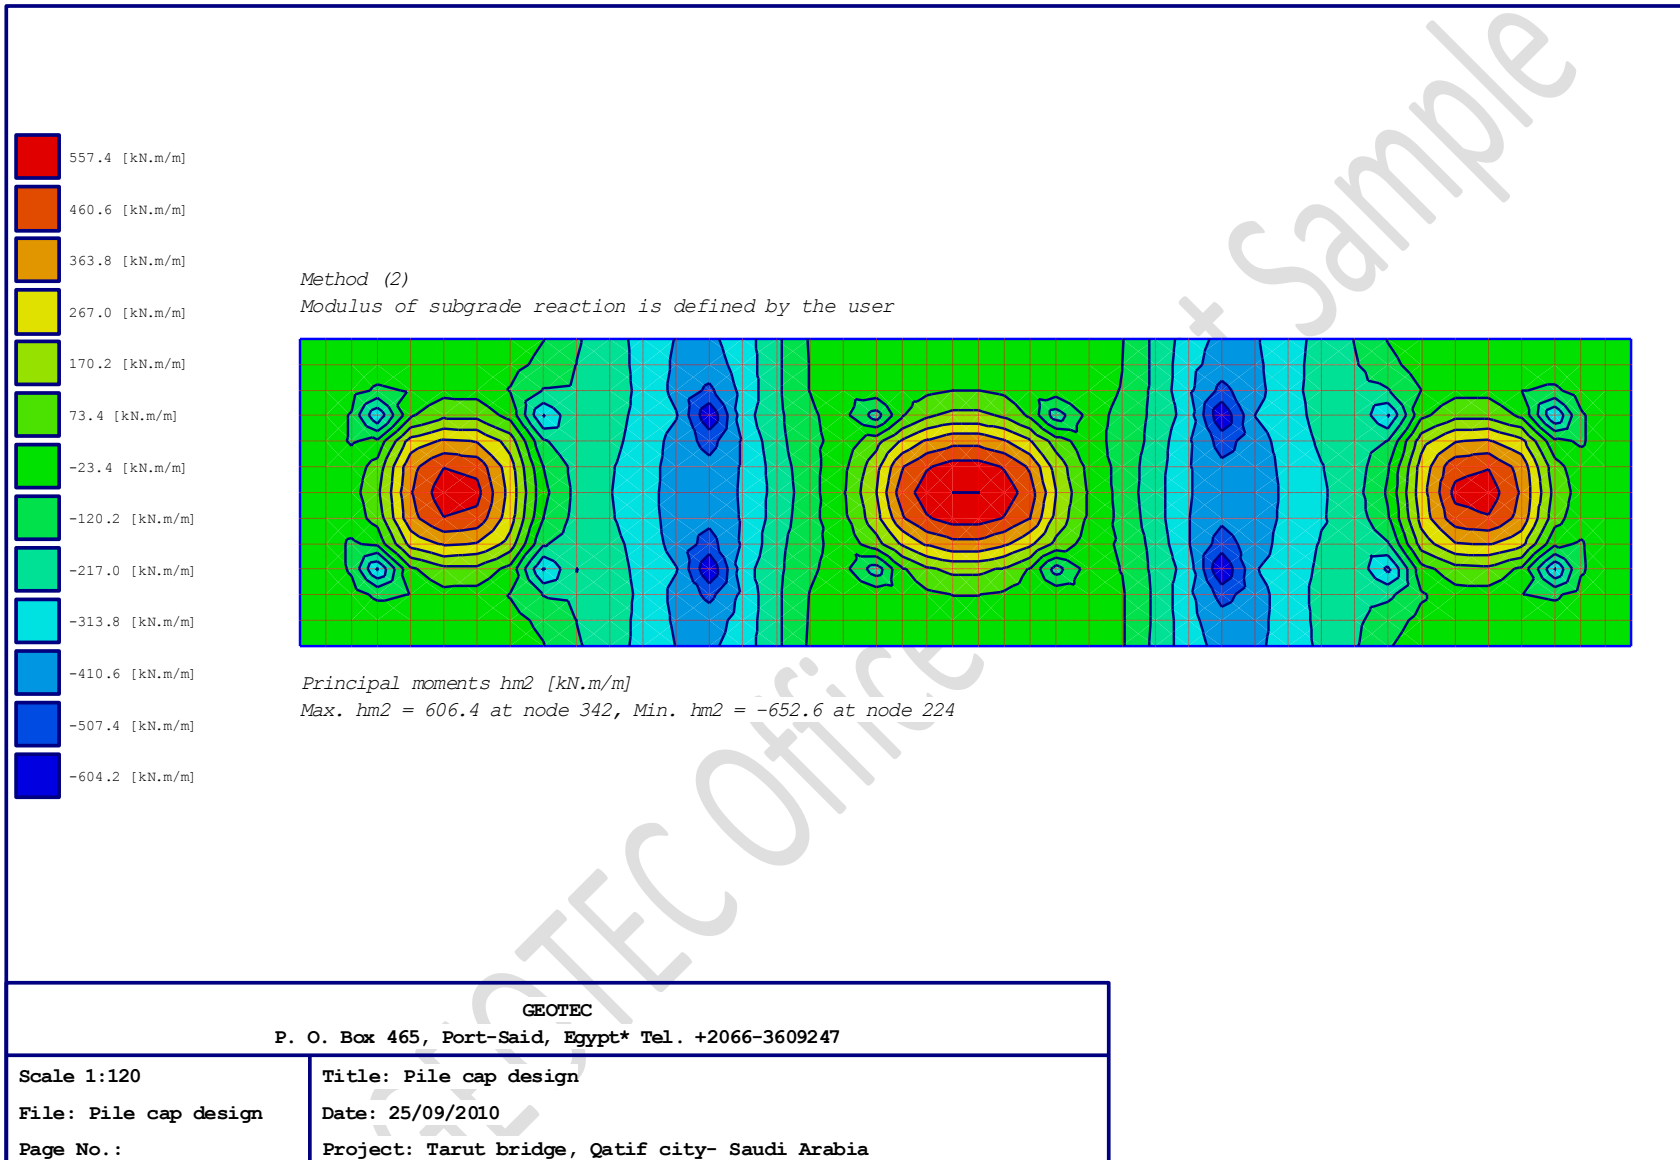 557.4 [kN.m/m]
460.6 [kN.m/m]
363.8 [kN.m/m]
267.0 [kN.m/m]
170.2 [kN.m/m]
73.4 [kN.m/m]
-23.4 [kN.m/m]
-120.2 [kN.m/m]
-217.0 [kN.m/m]
-313.8 [kN.m/m]
-410.6 [kN.m/m]
-507.4 [kN.m/m]
-604.2 [kN.m/m]
Method (2)
Modulus of subgrade reaction is defined by the user
Principal moments hm2 [kN.m/m]
Max. hm2 = 606.4 at node 342, Min. hm2 = -652.6 at node 224
Office
Sample
GEOTEC
P. O. Box 465, Port-Said, Egypt* Tel. +2066-3609247
Scale 1:120
File: Pile cap design
Page No.:
Title: Pile cap design
Date: 25/09/2010
Project: Tarut bridge, Qatif city- Saudi Arabia